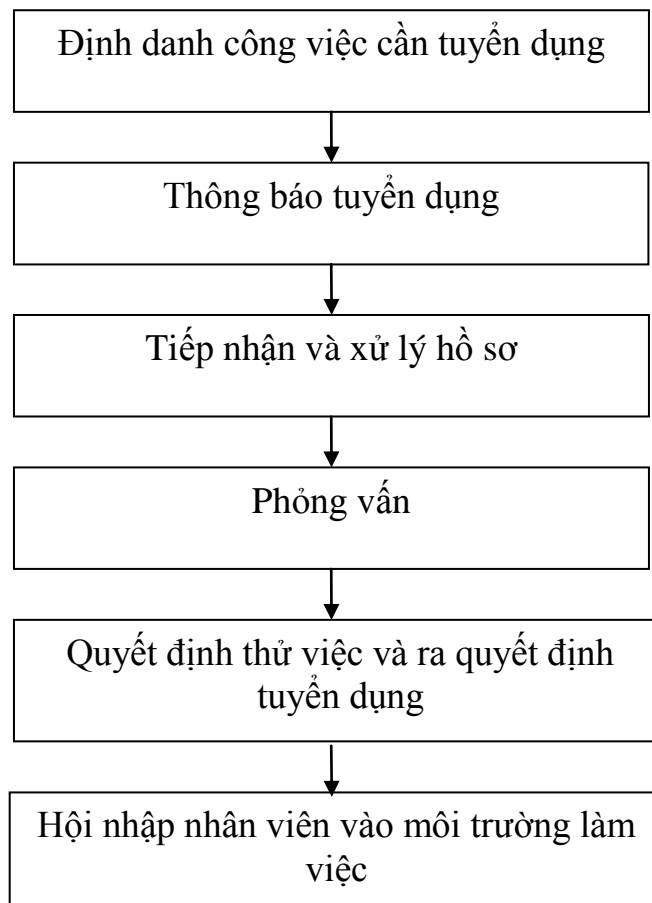 Định danh công việc cần tuyển dụng
Thông báo tuyển dụng
Tiếp nhận và xử lý hồ sơ
Phỏng vấn
Quyết định thử việc và ra quyết định
tuyển dụng
Hội nhập nhân viên vào môi trường làm
việc